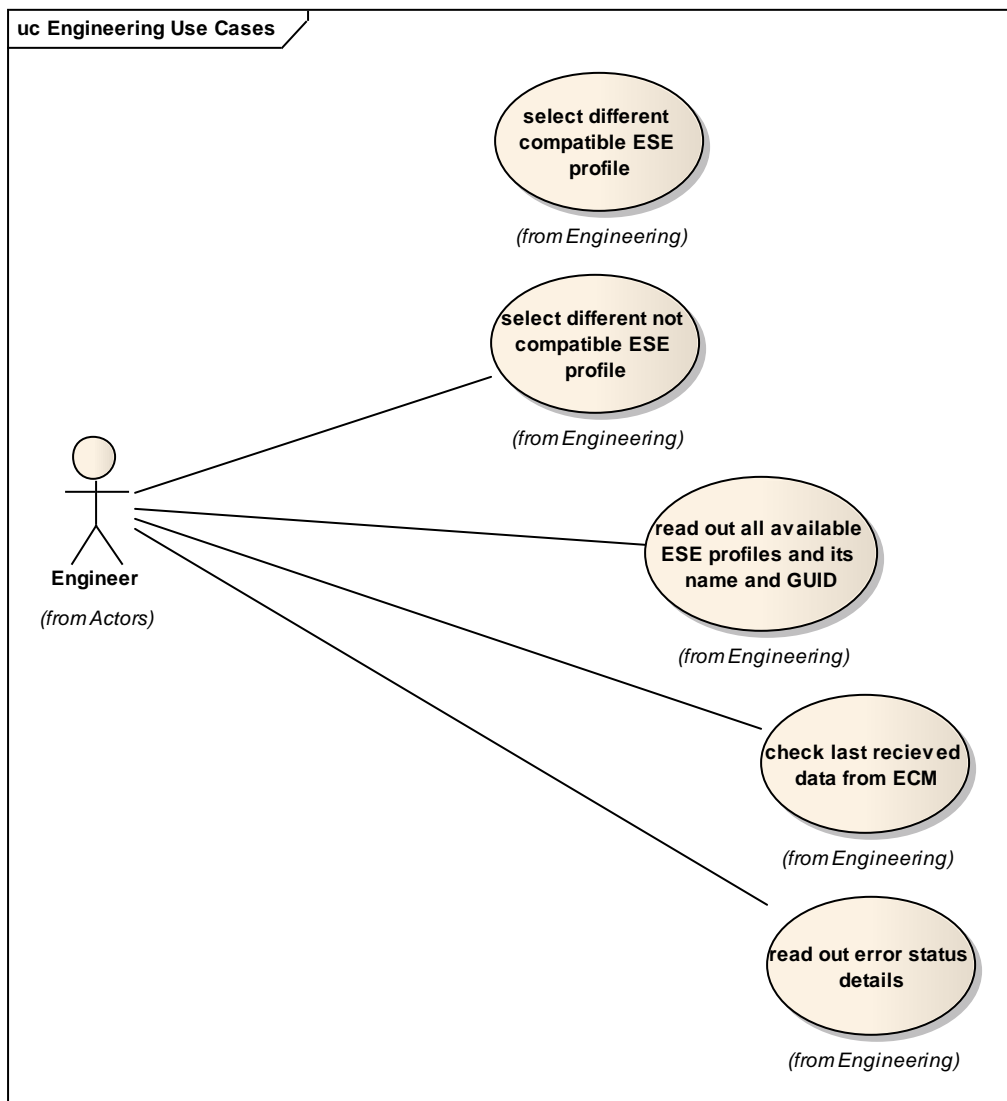 uc Engineering Use Cases
select different
compatible ESE
profile
(from Engineering)
select different not
compatible ESE
profile
(from Engineering)
Engineer
(from Actors)
read out all available
ESE profiles and its
name and GUID
(from Engineering)
check last recieved
data from ECM
(from Engineering)
read out error status
details
(from Engineering)